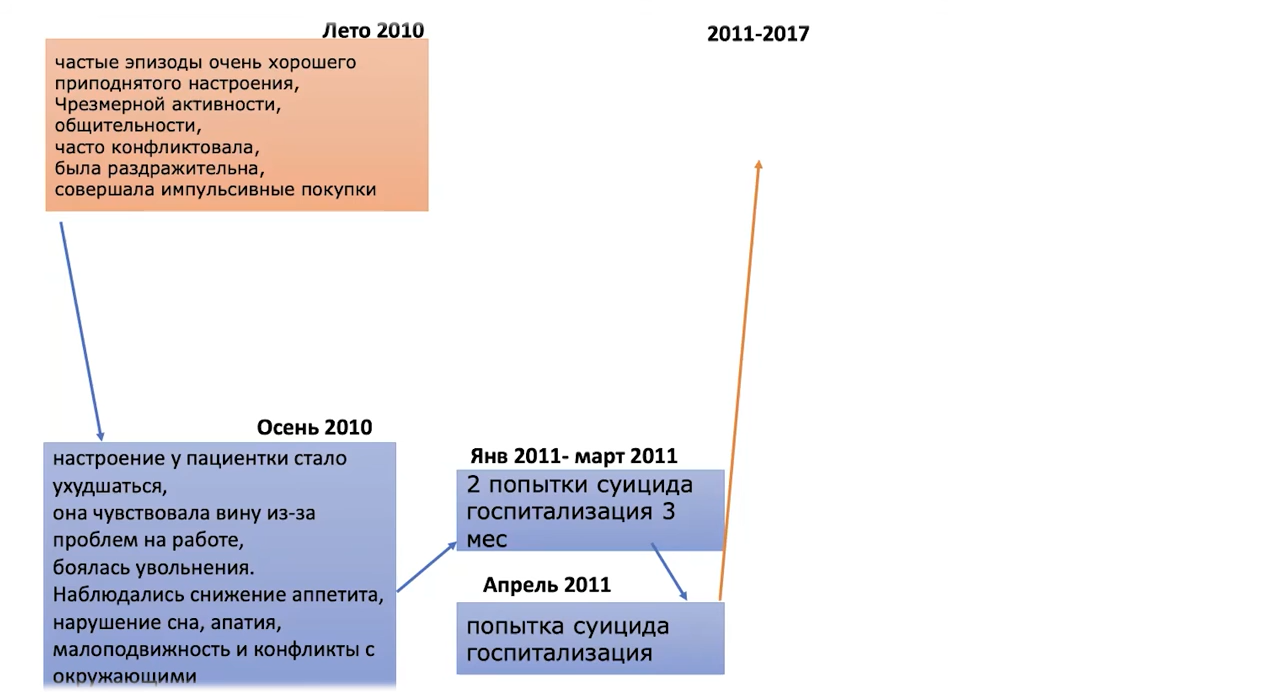 Лето 2010
2011-2017
частые эпизоды очень хорошего
приподнятого настроения,
Чрезмерной активности,
общительности,
часто конфликтовала,
была раздражительна,
совершала импульсивные покупки
Осень 2010
настроение у пациентки стало
ухудшаться,
она чувствовала вину из-за
проблем на работе,
боялась увольнения.
Наблюдались снижение аппетита,
нарушение сна, апатия,
малоподвижность и конфликты с
окружающими
Янв 2011- март 2011
2 попытки суицида
госпитализация 3
мес
Апрель 2011
попытка суицида
госпитализация